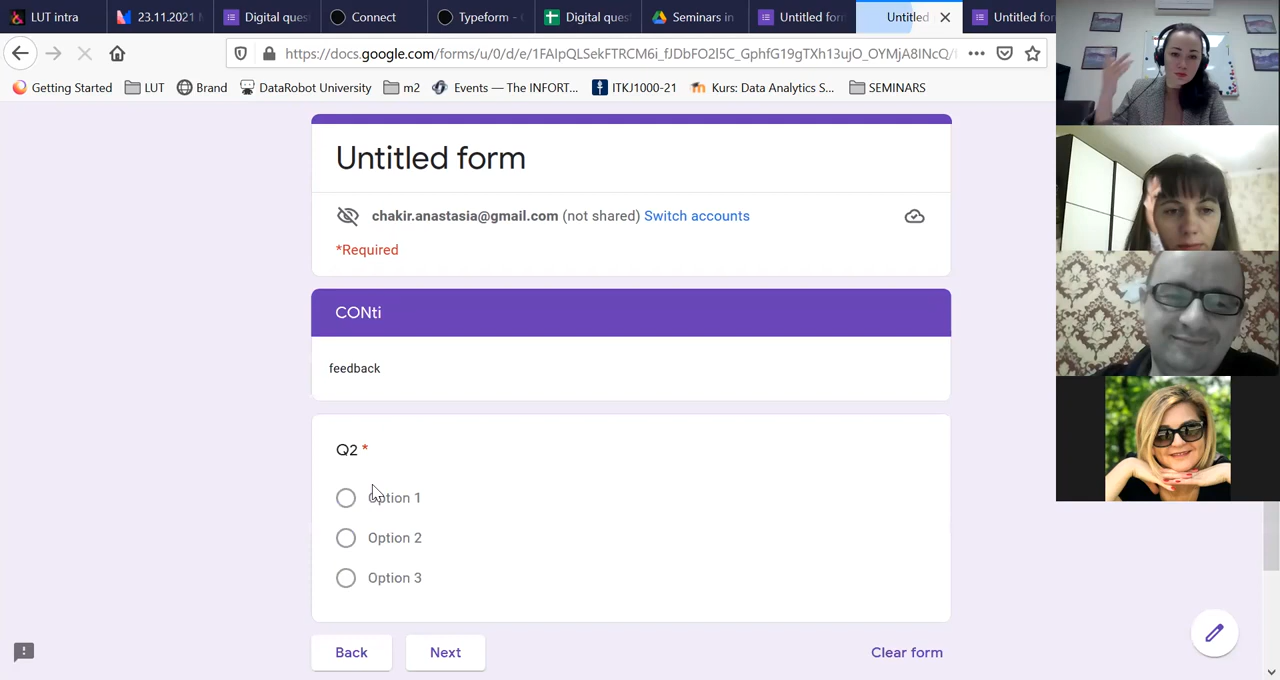 LUT intra
23.11.2021
Digital ques
Connect
Typeform -
Digital ques
Seminars in
Untitled form
Untitled
Untitled for
https://docs.google.com/forms/u/0/d/e/1FAIpQLSekFTRCM6i_fJDbFO2I5C_GphfG19gTXh13ujO_OYMjA8INcQ/
Getting Started
LUT
Brand
DataRobot University
m2
Events — The INFORT...
ITKJ1000-21
Kurs: Data Analytics S...
SEMINARS
Untitled form
chakir.anastasia@gmail.com (not shared) Switch accounts
*Required
CONti
feedback
Q2 *
Option 1
Option 2
Option 3
Back
Next
Clear form